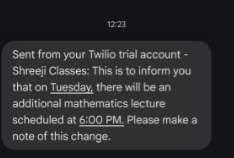 12:23
Sent from your Twilio trial account -
Shreeji Classes: This is to inform you
that on Tuesday, there will be an
additional mathematics lecture
scheduled at 6:00 PM. Please make a
note of this change.